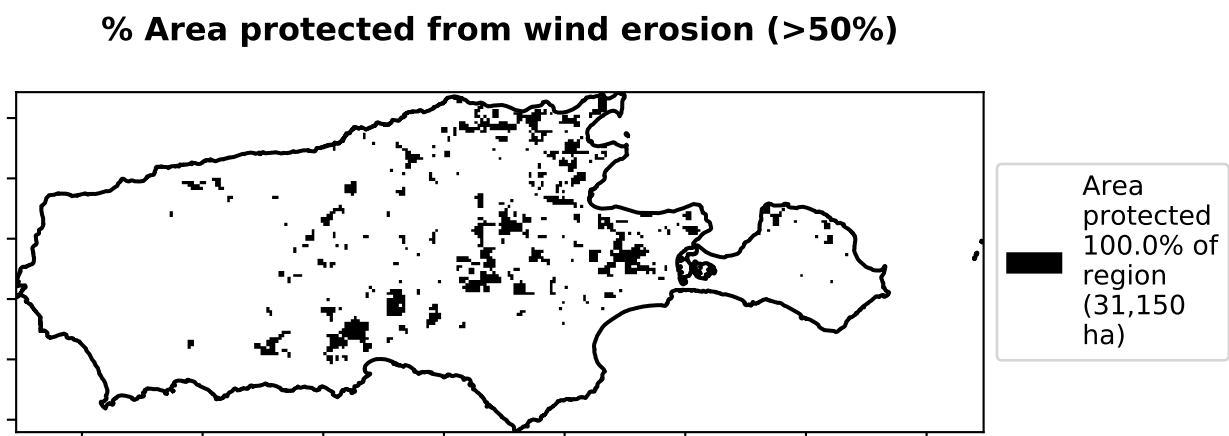 % Area protected from wind erosion (>50%)
Area
protected
100.0% of
region
(31,150
ha)